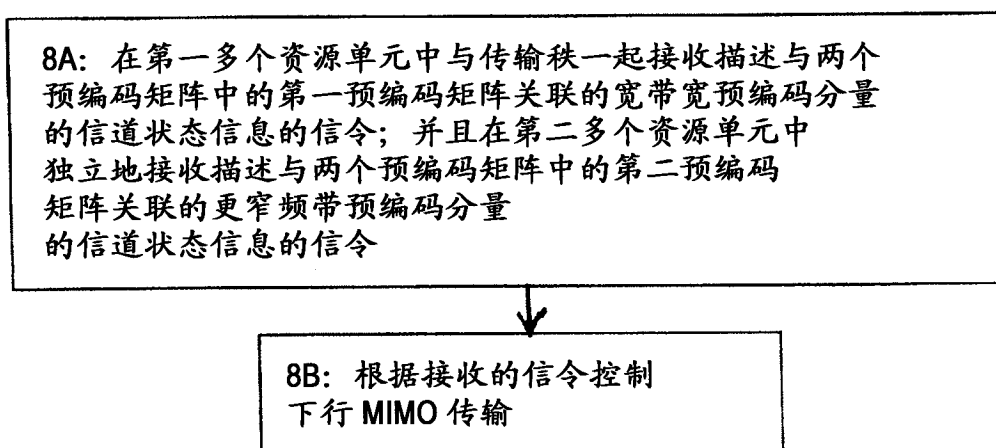 8A: 在第一多个资源单元中与传输秩一起接收描述与两个
预编码矩阵中的第一预编码矩阵关联的宽带宽预编码分量
的信道状态信息的信令；并且在第二多个资源单元中
独立地接收描述与两个预编码矩阵中的第二预编码
矩阵关联的更窄频带预编码分量
的信道状态信息的信令
8B: 根据接收的信令控制
下行 MIMO 传输